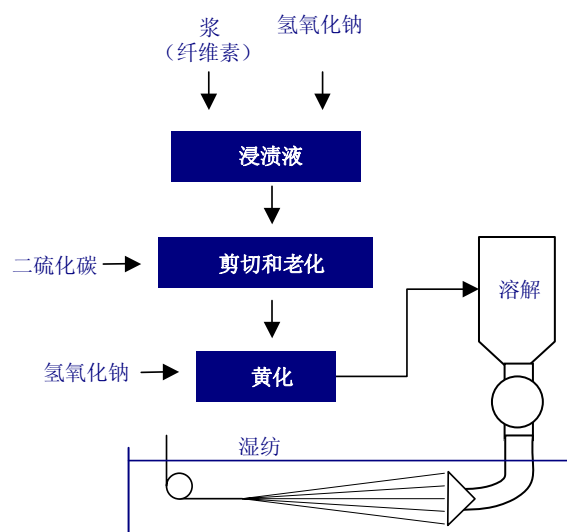 浆
（纤维素）
氢氧化钠
浸渍液
二硫化碳
剪切和老化
溶解
氢氧化钠
黄化
湿纺